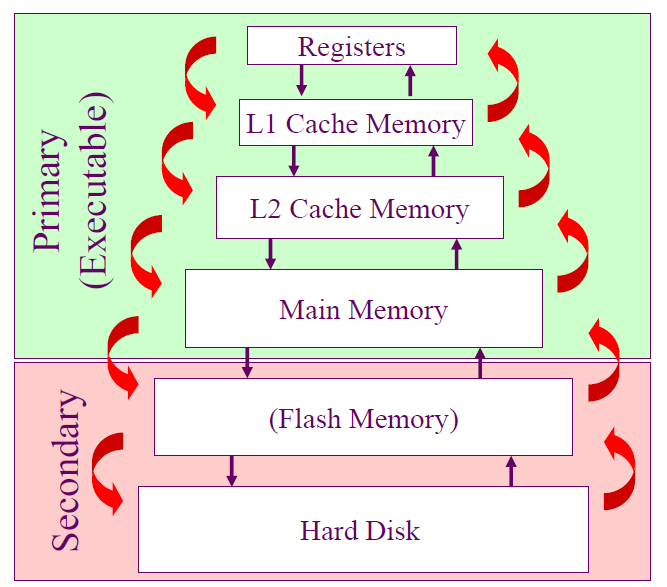 Primary
(Executable)
Registers
L1 Cache Memory
L2 Cache Memory
Main Memory
Secondary
(Flash Memory)
Hard Disk